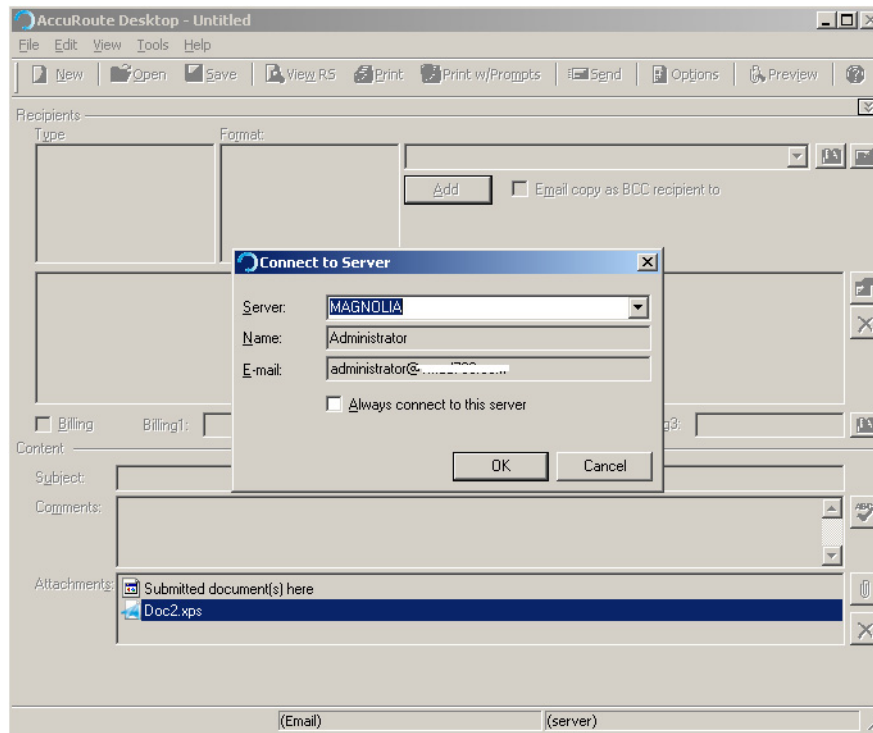 AccuRoute Desktop - Untitled
File Edit View Tools Help
New Open Save View RS Print Print w/Prompts Send Options Preview
Recipients
Type Format:
Add Email copy as BCC recipient to
Connect to Server
Server: MAGNOLIA
Name: Administrator
E-mail: administrator@
Always connect to this server
Billing Billing1: g3:
OK Cancel
Content
Subject:
Comments:
ABC
Attachments: Submitted document(s) here
Doc2.xps
(Email) (server)